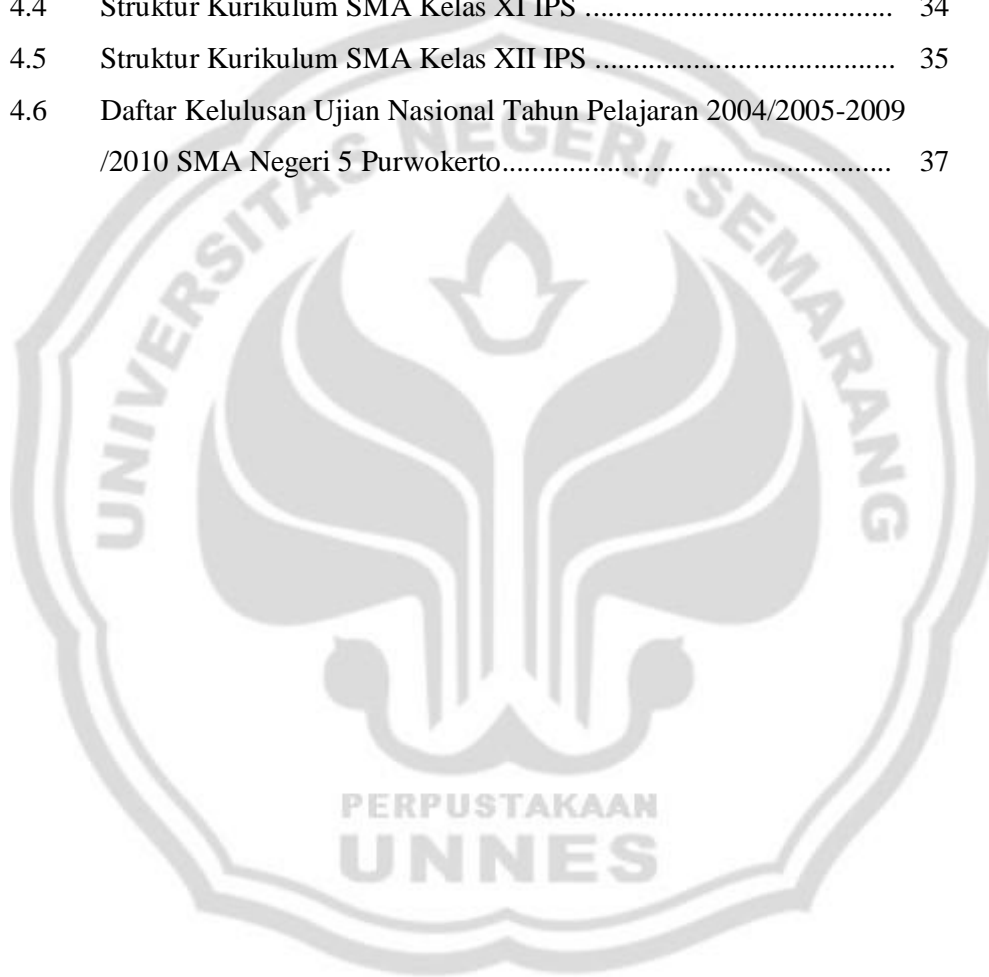 4.4 Struktur Kurikulum SMA Kelas XI IPS ......................................... 34
4.5 Struktur Kurikulum SMA Kelas XII IPS ........................................ 35
4.6 Daftar Kelulusan Ujian Nasional Tahun Pelajaran 2004/2005-2009
/2010 SMA Negeri 5 Purwokerto.................................................... 37
UNIVERSITAS NEGERI SEMARANG
PERPUSTAKAAN
UNNES